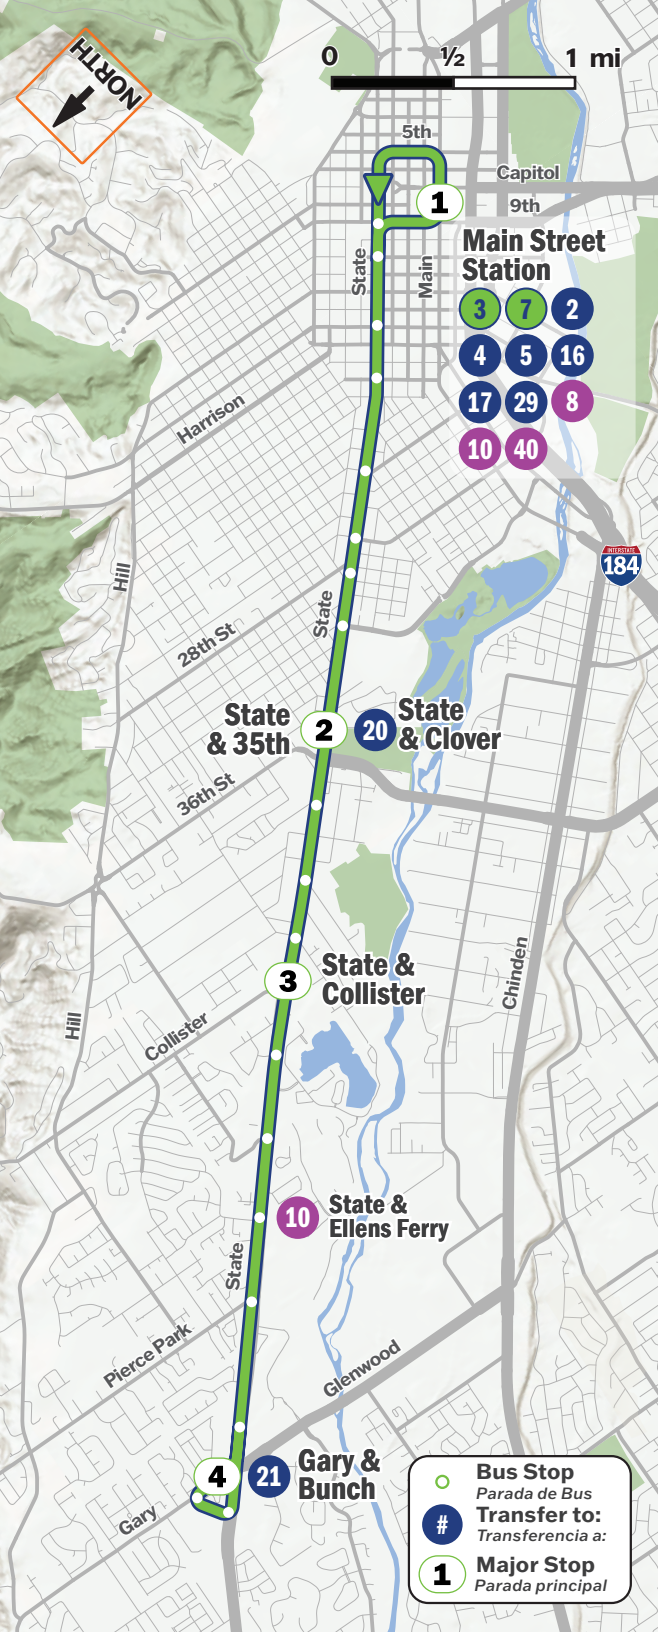 NORTH
0 ½ 1 mi
5th
Capitol
9th
1
State
Main
Main Street
Station
3 7 2
4 5 16
17 29 8
10 40
Harrison
INTERSTATE
184
Hill
State
28th St
State
& 35th
2
20
State
& Clover
36th St
Chinden
3
State &
Collister
Hill
Collister
10
State &
Ellens Ferry
State
Pierce Park
Glenwood
4
21
Gary &
Bunch
Gary
Bus Stop
Parada de Bus
#
Transfer to:
Transferencia a:
1
Major Stop
Parada principal